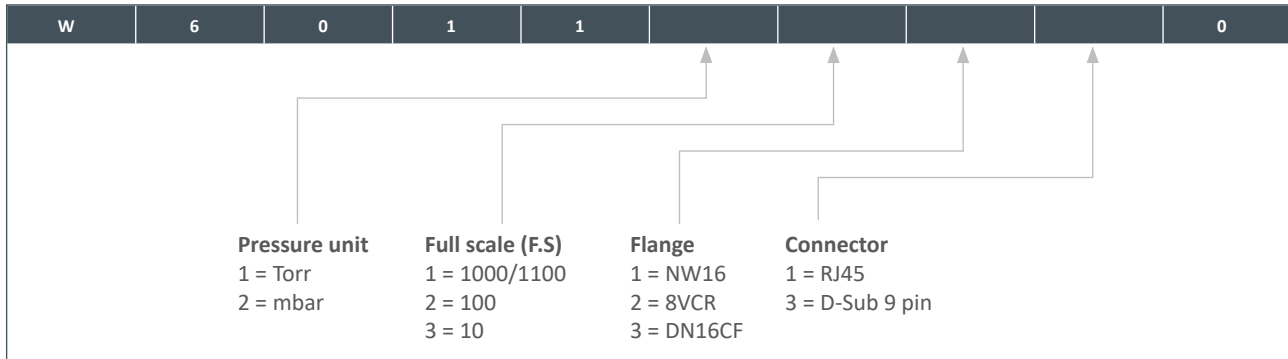 W 6 0 1 1 0
Pressure unit Full scale (F.S) Flange Connector
1 = Torr 1 = 1000/1100 1 = NW16 1 = RJ45
2 = mbar 2 = 100 2 = 8VCR 3 = D-Sub 9 pin
3 = 10 3 = DN16CF